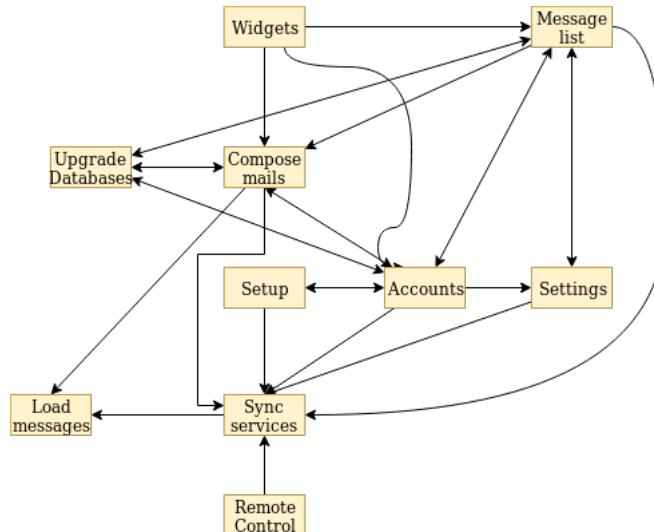 Widgets
Message
list
Upgrade
Databases
Compose
mails
Setup
Accounts
Settings
Load
messages
Sync
services
Remote
Control